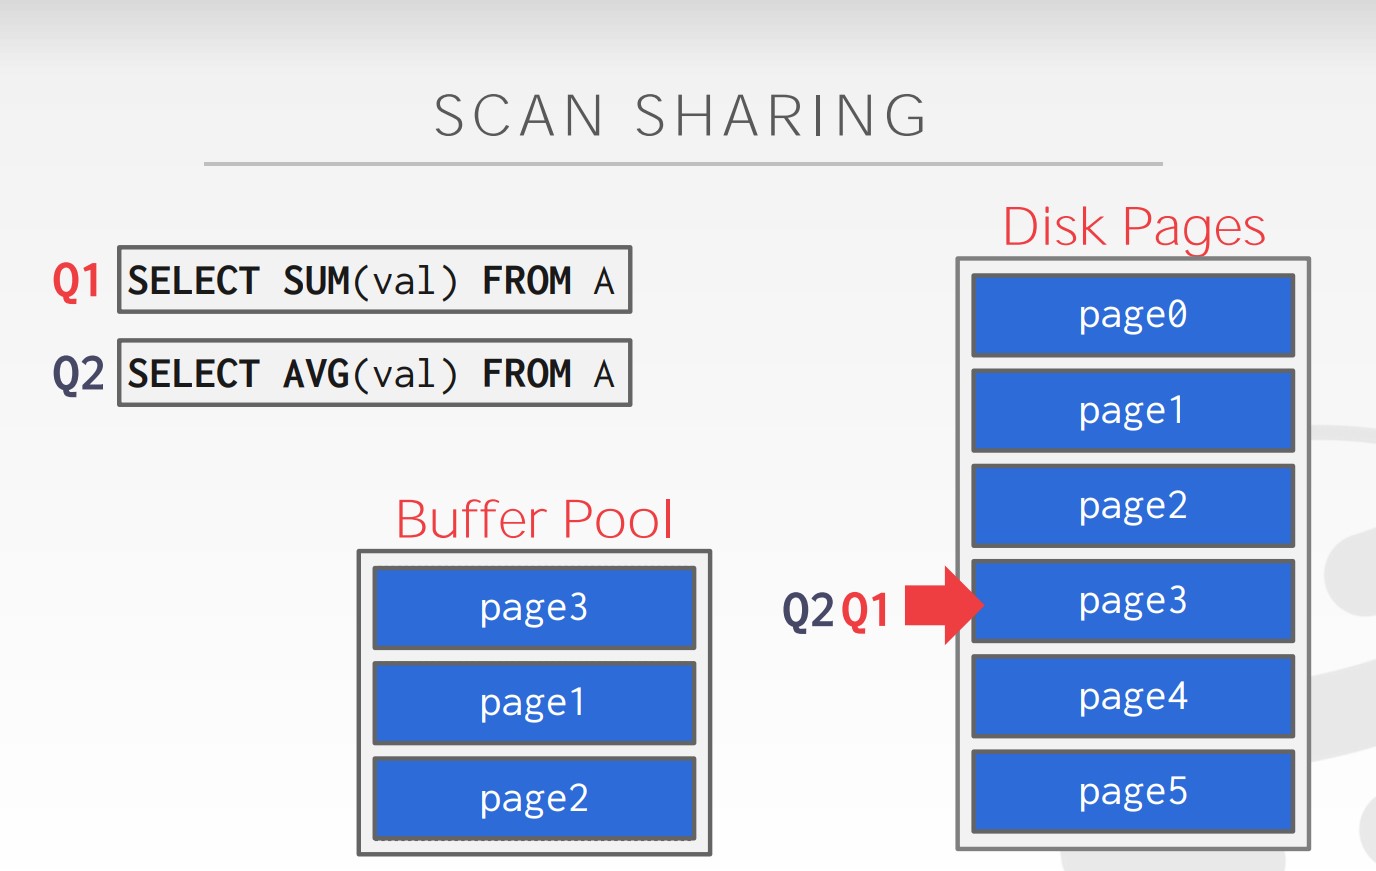 SCAN SHARING
Q1 SELECT SUM(val) FROM A
Q2 SELECT AVG(val) FROM A
Buffer Pool
page3
page1
page2
Q2 Q1
Disk Pages
page0
page1
page2
page3
page4
page5